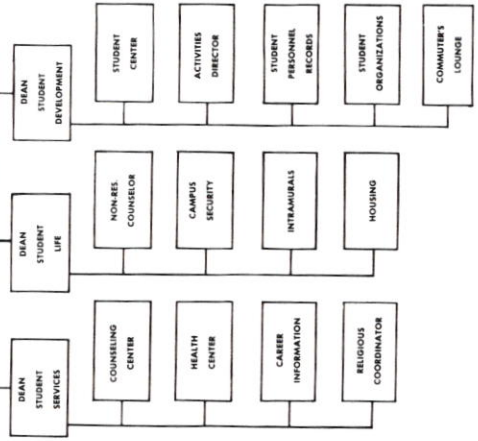 DEAN
STUDENT
SERVICES
COUNSELING
CENTER
HEALTH
CENTER
CAREER
INFORMATION
RELIGIOUS
COORDINATOR
DEAN
STUDENT
LIFE
NON-RES.
COUNSELOR
CAMPUS
SECURITY
INTRAMURALS
HOUSING
DEAN
STUDENT
DEVELOPMENT
STUDENT
CENTER
ACTIVITIES
DIRECTOR
STUDENT
PERSONNEL
RECORDS
STUDENT
ORGANIZATIONS
COMMUTER'S
LOUNGE